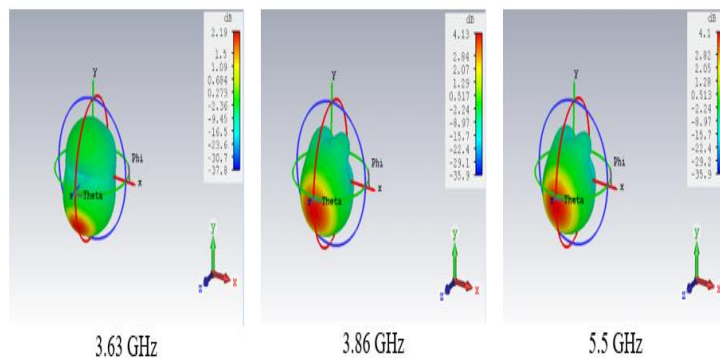 dB
2.19
1.5
1.09
0.684
0.273
-2.36
-9.45
-16.5
-23.6
-30.7
-37.8
y
Phi
x
z
Theta
y
x
z
3.63 GHz
dB
4.13
2.84
2.07
1.29
0.517
-2.24
-8.97
-15.7
-22.4
-29.1
-35.9
y
Phi
x
z
Theta
y
x
z
3.86 GHz
dB
4.1
2.82
2.05
1.28
0.513
-2.24
-8.97
-15.7
-22.4
-29.2
-35.9
y
Phi
x
z
Theta
y
x
z
5.5 GHz